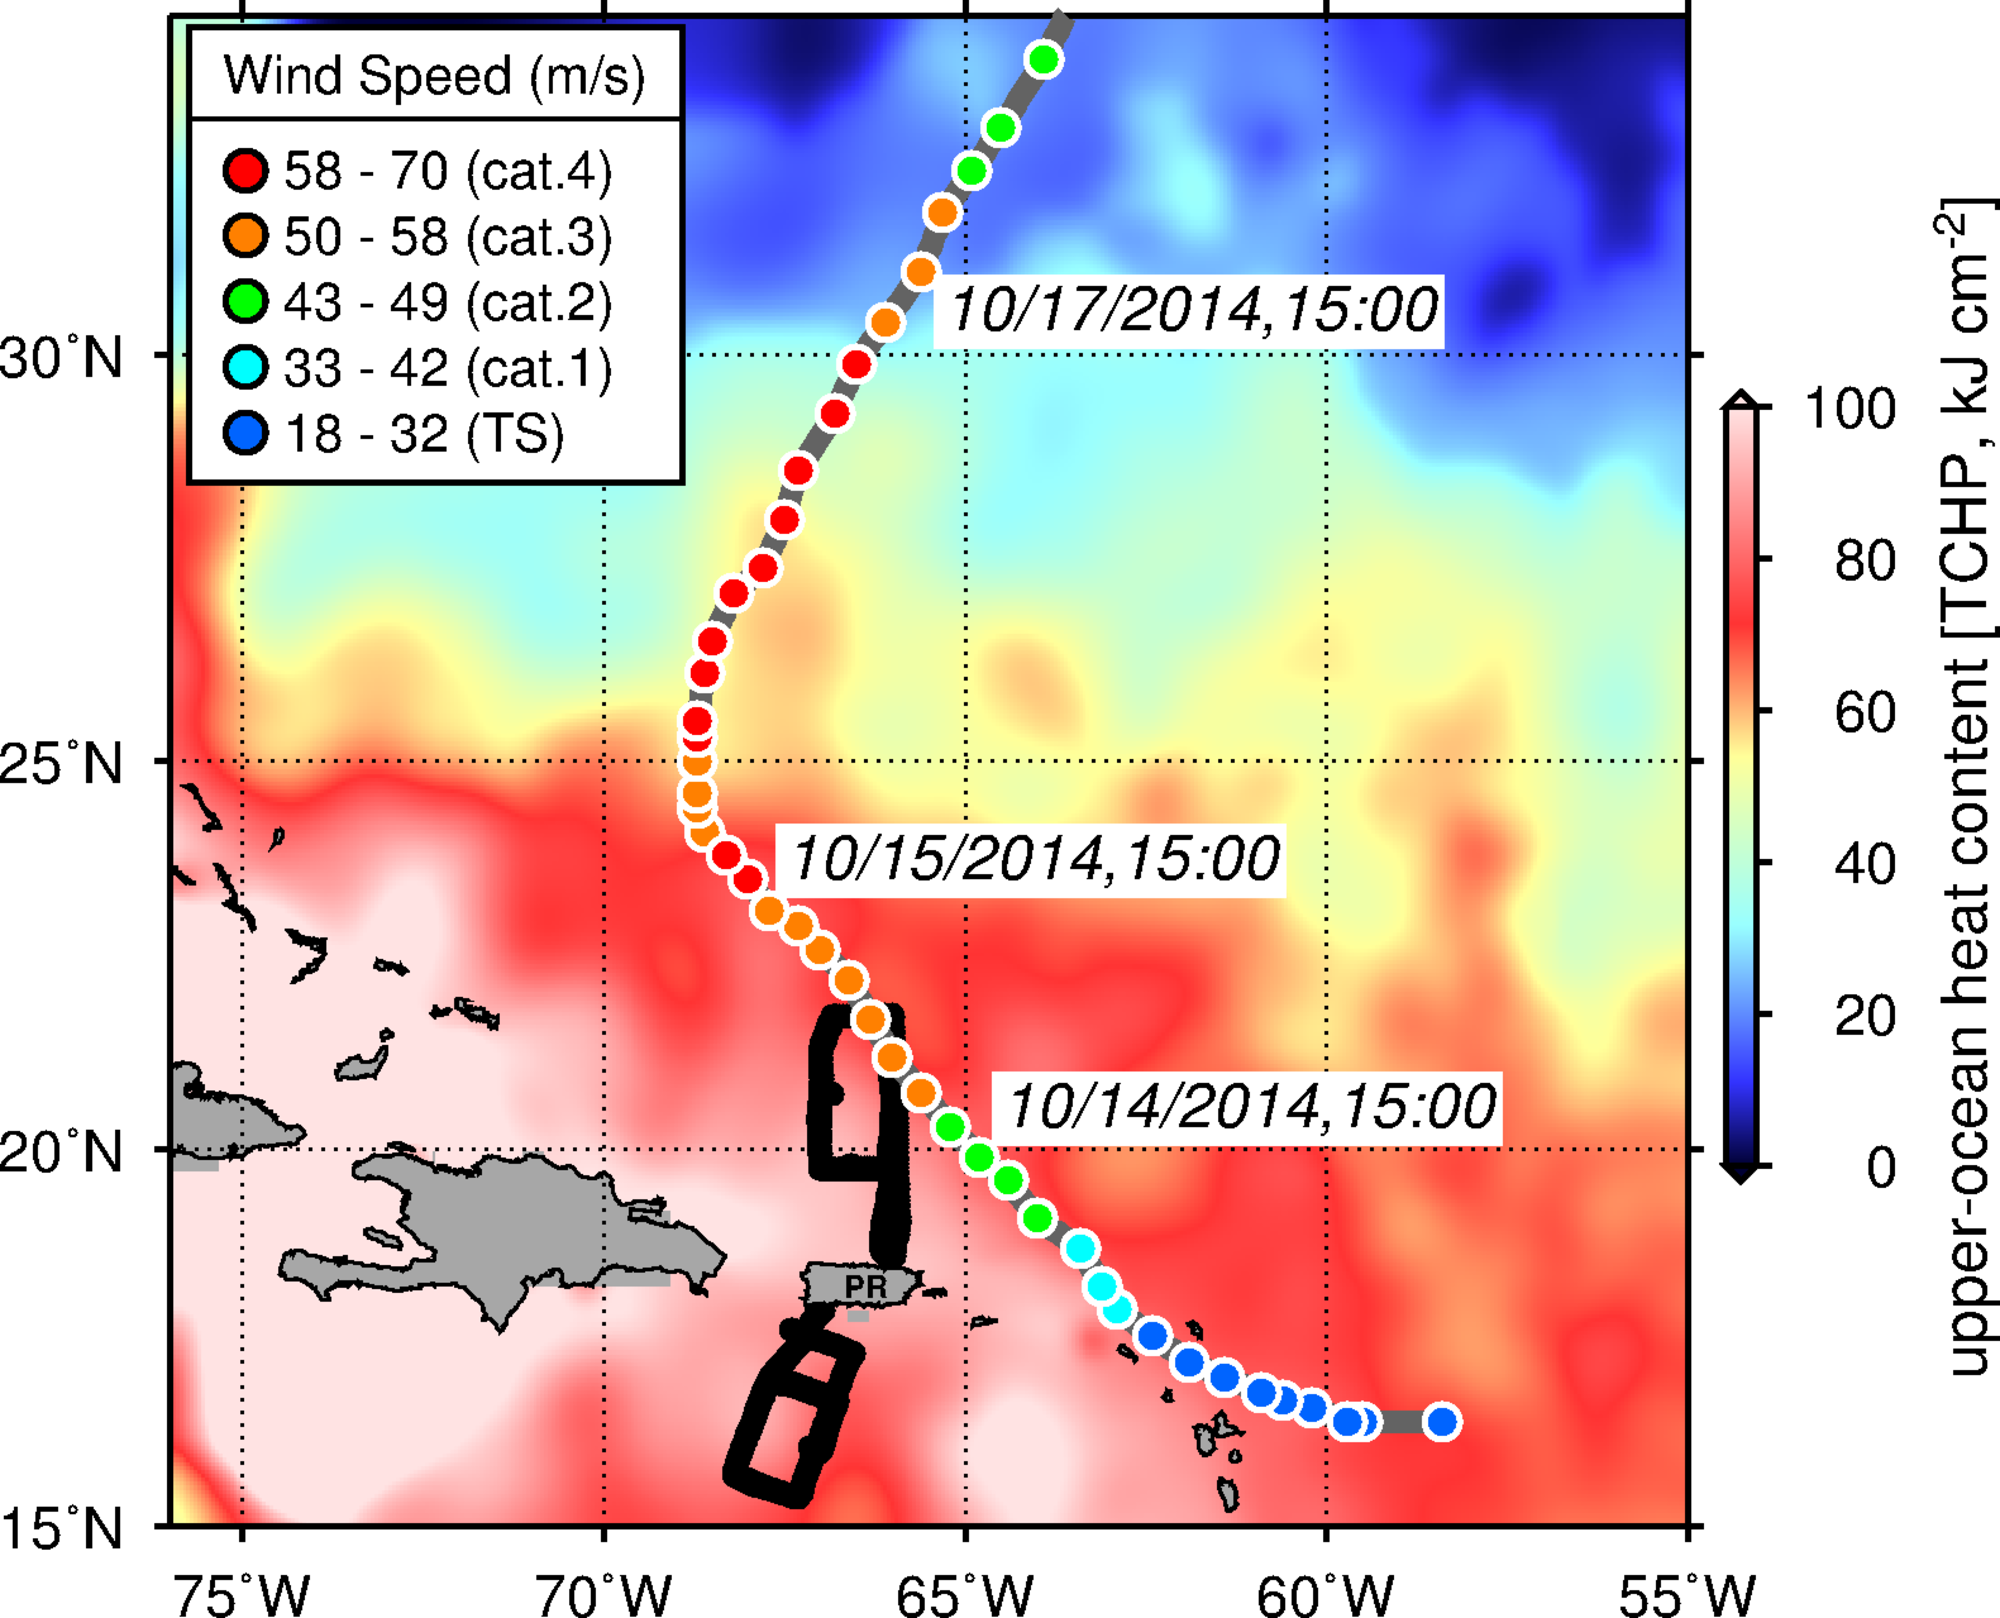 Wind Speed (m/s)
58 - 70 (cat.4)
50 - 58 (cat.3)
43 - 49 (cat.2)
33 - 42 (cat.1)
18 - 32 (TS)
10/17/2014,15:00
10/15/2014,15:00
10/14/2014,15:00
PR
30°N
25°N
20°N
15°N
75°W
70°W
65°W
60°W
55°W
100
80
60
40
20
0
upper-ocean heat content [TCHP, kJ cm⁻²]